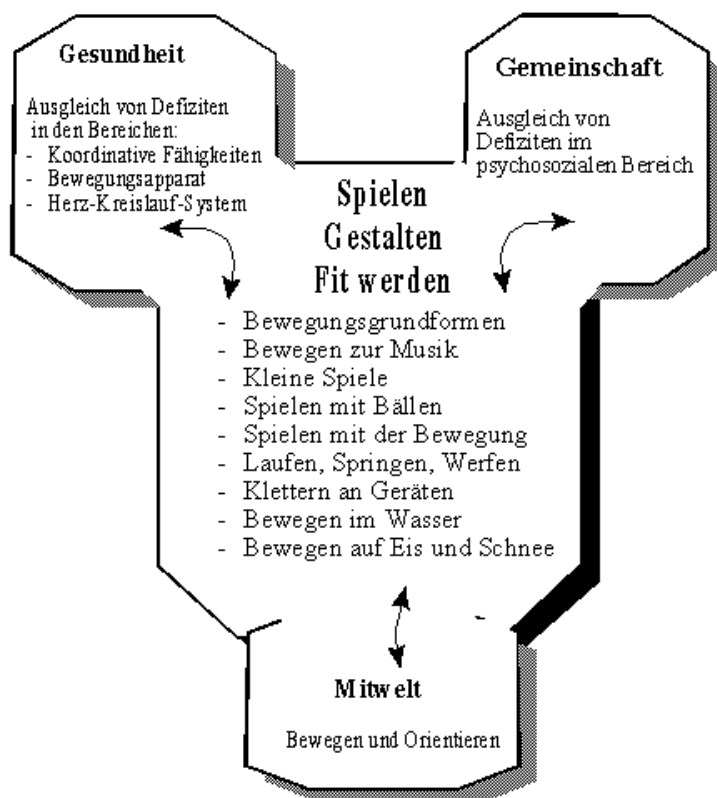 Gesundheit
Ausgleich von Defiziten
in den Bereichen:
- Koordinative Fähigkeiten
- Bewegungsapparat
- Herz-Kreislauf-System
Gemeinschaft
Ausgleich von
Defiziten im
psychosozialen Bereich
Spielen
Gestalten
Fit werden
- Bewegungsgrundformen
- Bewegen zur Musik
- Kleine Spiele
- Spielen mit Bällen
- Spielen mit der Bewegung
- Laufen, Springen, Werfen
- Klettern an Geräten
- Bewegen im Wasser
- Bewegen auf Eis und Schnee
Mitwelt
Bewegen und Orientieren